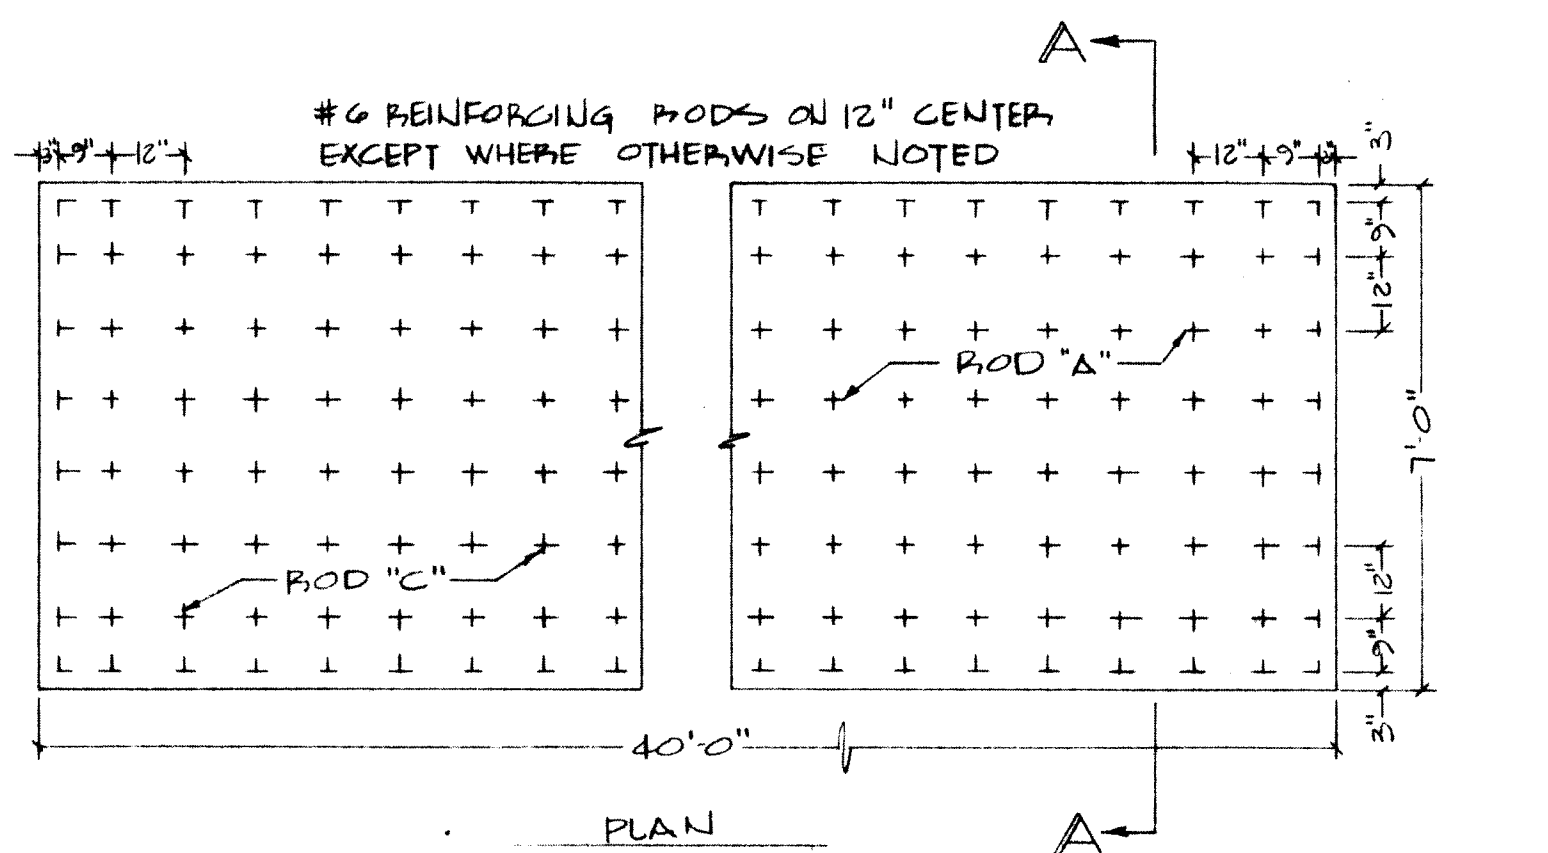 A
#6 REINFORCING RODS ON 12" CENTER
EXCEPT WHERE OTHERWISE NOTED
3" 9" 12"
12" 9" 3"
3"
9"
12"
ROD "A"
7'-0"
ROD "C"
12"
9"
3"
40'-0"
PLAN
A